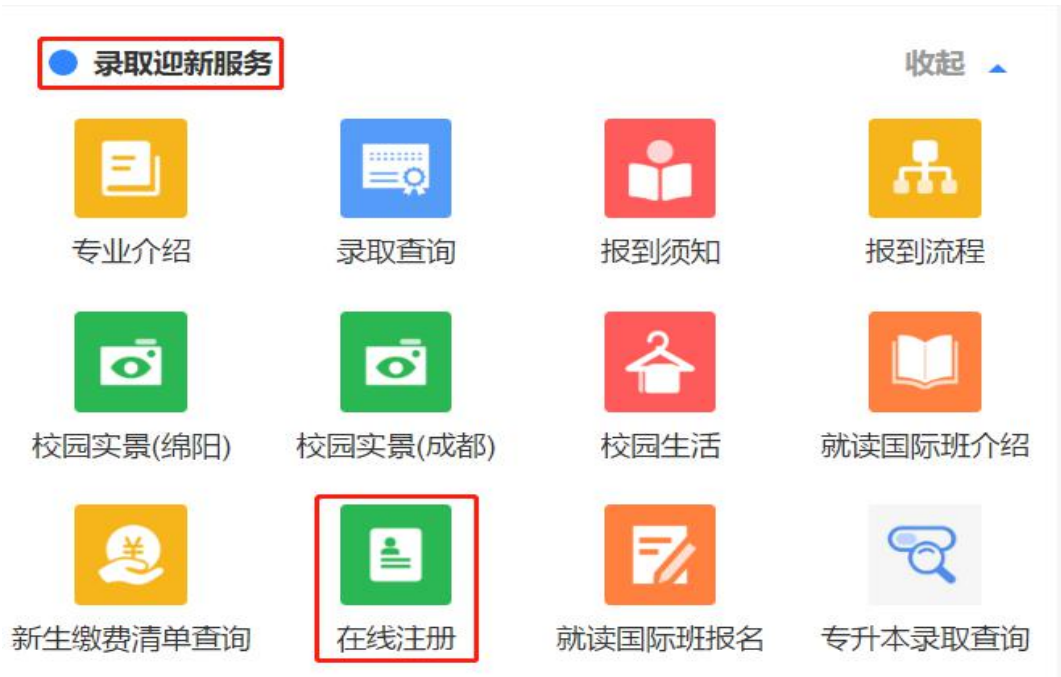 录取迎新服务 收起
专业介绍 录取查询 报到须知 报到流程
校园实景(绵阳) 校园实景(成都) 校园生活 就读国际班介绍
¥
新生缴费清单查询 在线注册 就读国际班报名 专升本录取查询